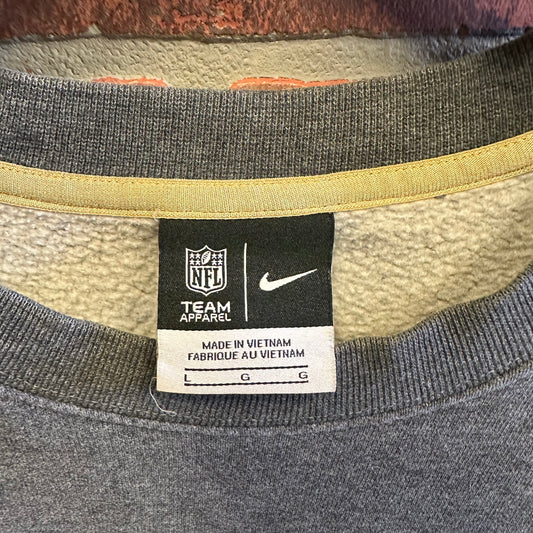 NFL
TEAM
APPAREL
MADE IN VIETNAM
FABRIQUE AU VIETNAM
L G G